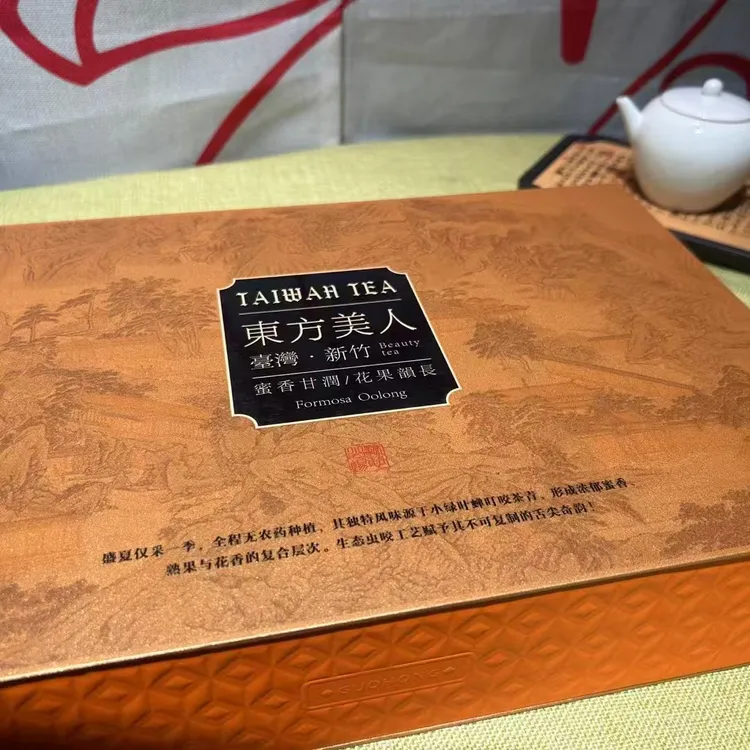 TAIWAN TEA
東方美人
臺灣·新竹 Beauty tea
蜜香甘潤/花果韻長
Formosa Oolong
盛夏仅采一季，全程无农药种植，其独特风味源于小绿叶蝉叮咬茶青，形成浓郁蜜香、
熟果与花香的复合层次。生态虫咬工艺赋予其不可复制的舌尖奇韵！